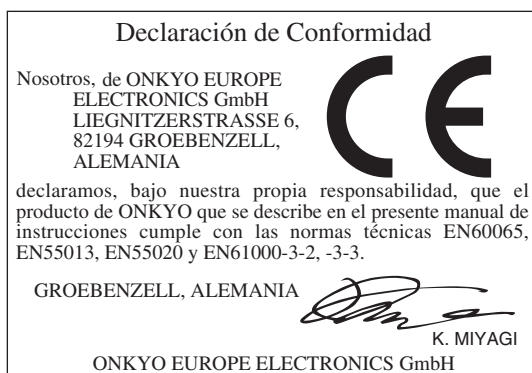 Declaración de Conformidad
Nosotros, de ONKYO EUROPE
ELECTRONICS GmbH
LIEGNITZERSTRASSE 6,
82194 GROEBENZELL,
ALEMANIA
CE
declaramos, bajo nuestra propia responsabilidad, que el
producto de ONKYO que se describe en el presente manual de
instrucciones cumple con las normas técnicas EN60065,
EN55013, EN55020 y EN61000-3-2, -3-3.
GROEBENZELL, ALEMANIA
K. MIYAGI
ONKYO EUROPE ELECTRONICS GmbH